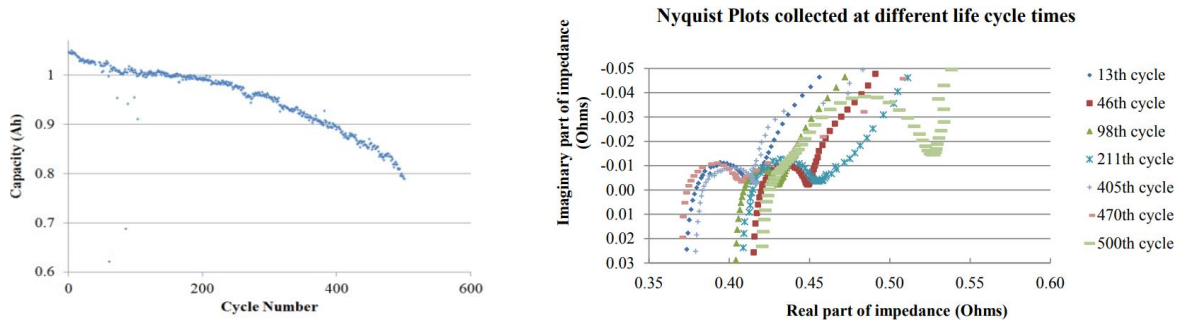 Capacity (Ah)
1
0.9
0.8
0.7
0.6
0
200
400
600
Cycle Number
Nyquist Plots collected at different life cycle times
Imaginary part of impedance
(Ohms)
-0.05
-0.04
-0.03
-0.02
-0.01
0.00
0.01
0.02
0.03
0.35
0.40
0.45
0.50
0.55
0.60
Real part of impedance (Ohms)
13th cycle
46th cycle
98th cycle
211th cycle
405th cycle
470th cycle
500th cycle